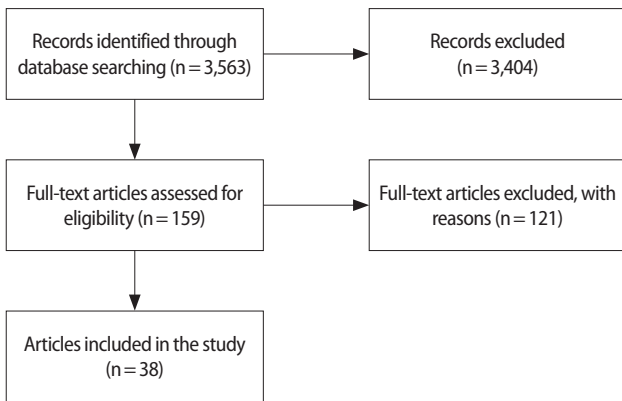 Records identified through
database searching (n = 3,563)
Records excluded
(n = 3,404)
Full-text articles assessed for
eligibility (n = 159)
Full-text articles excluded, with
reasons (n = 121)
Articles included in the study
(n = 38)